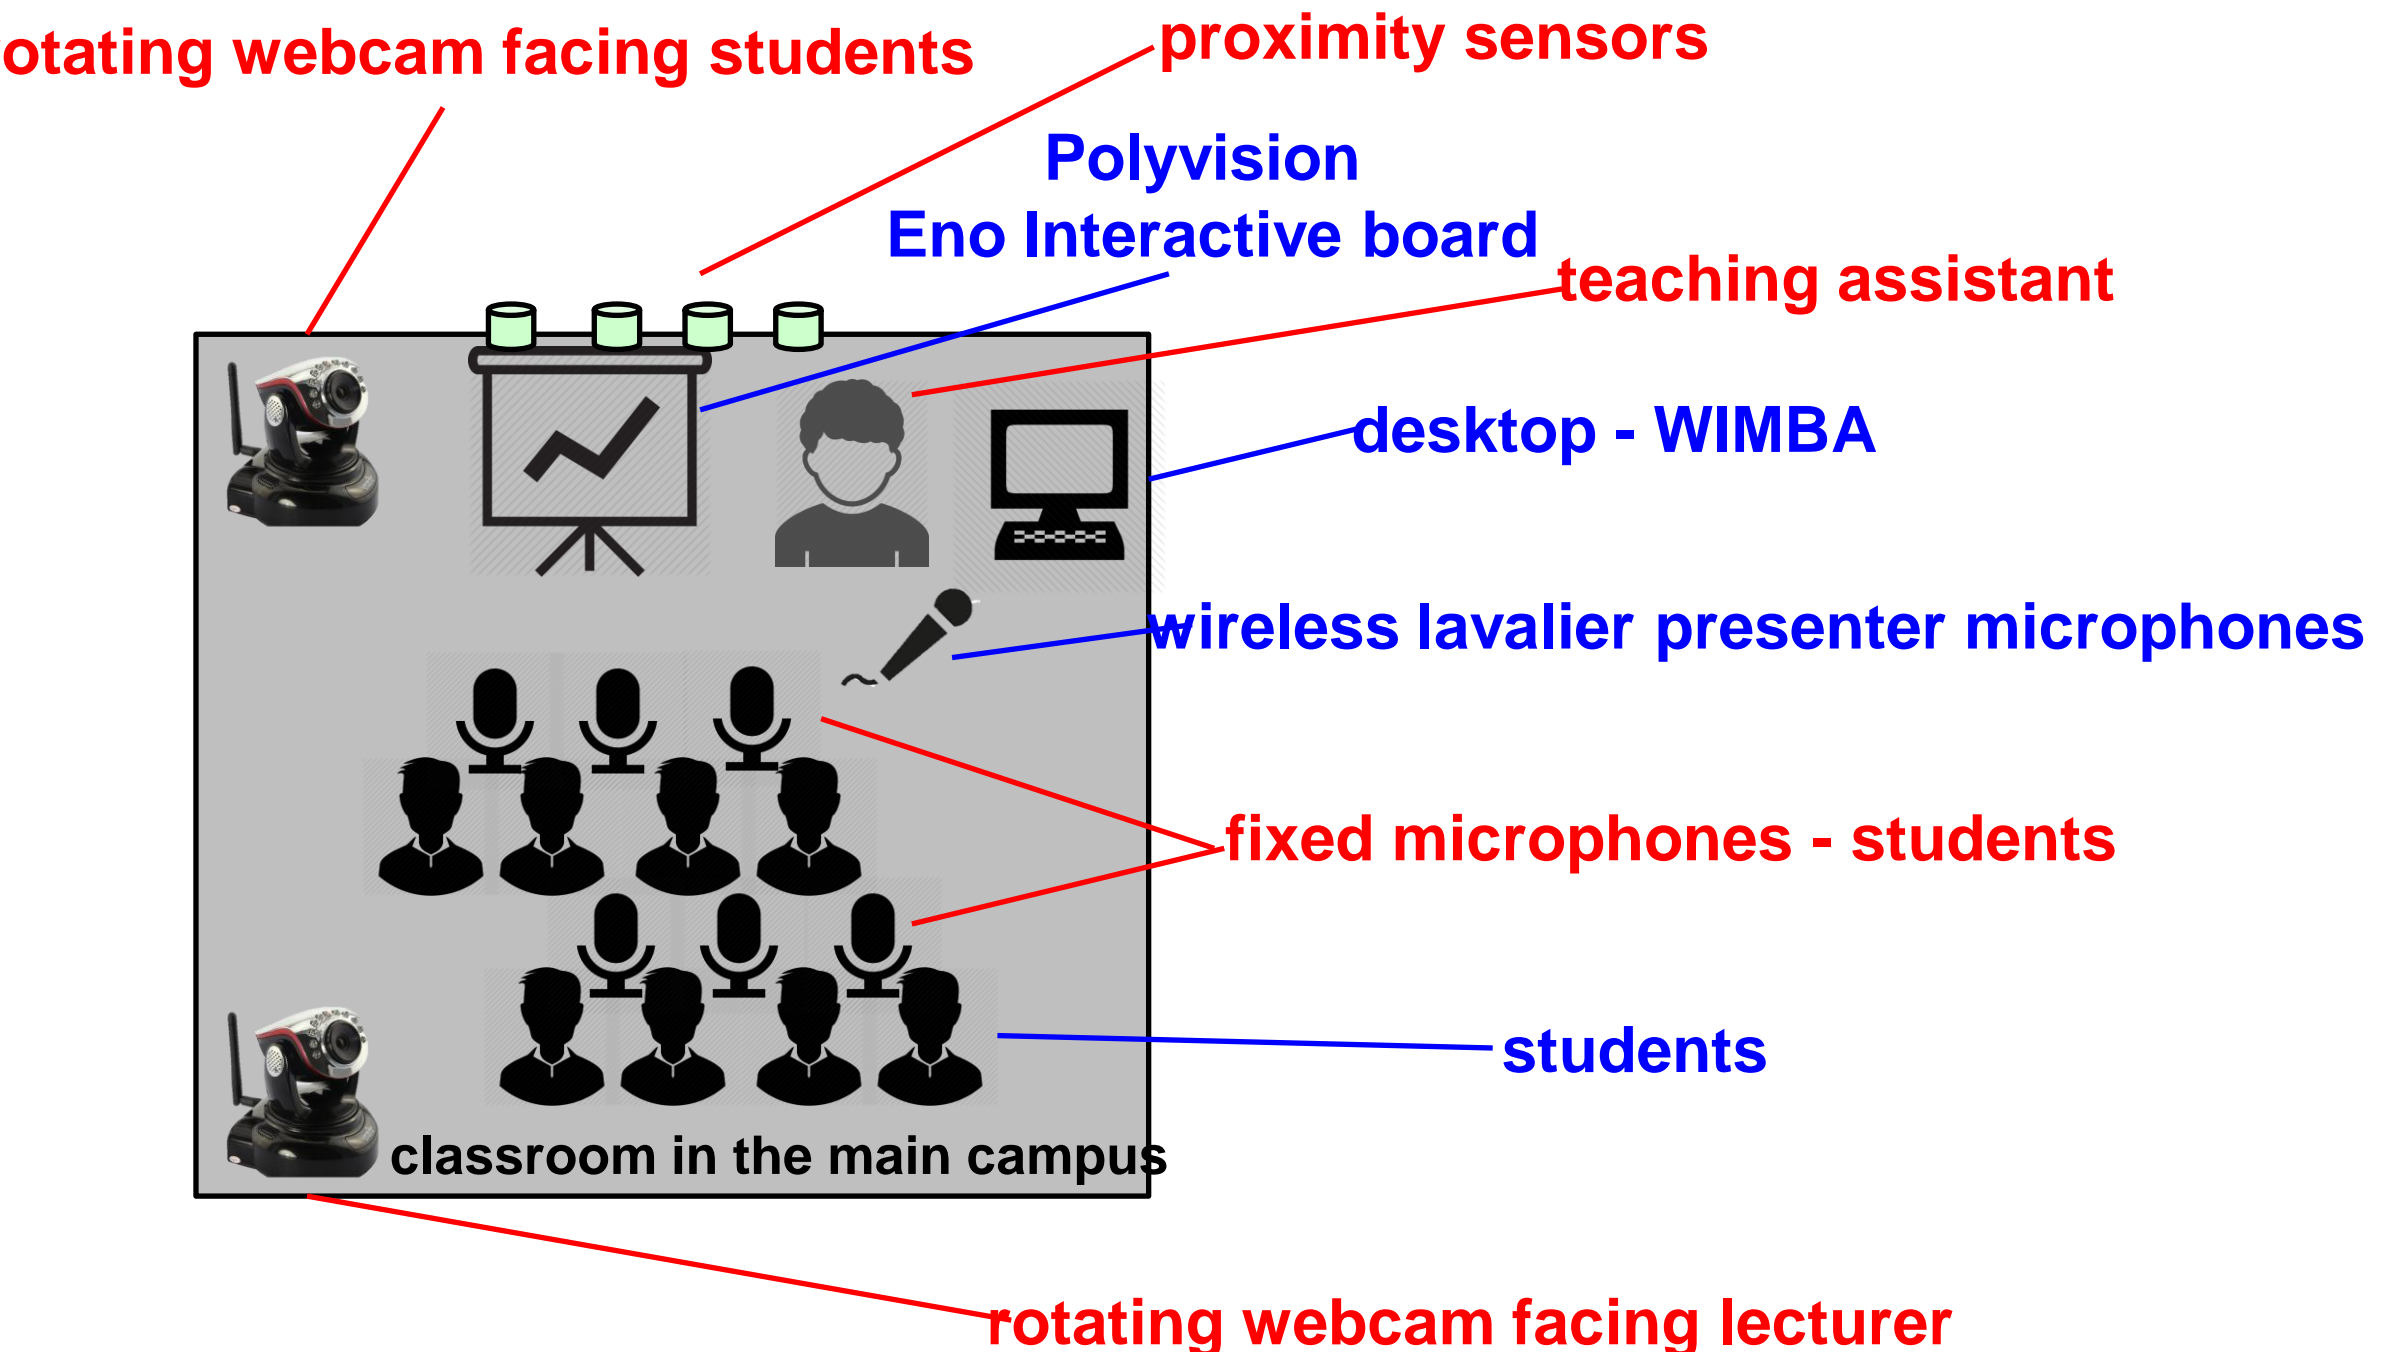 otating webcam facing students
proximity sensors
Polyvision
Eno Interactive board
teaching assistant
desktop - WIMBA
wireless lavalier presenter microphones
fixed microphones - students
students
classroom in the main campus
rotating webcam facing lecturer